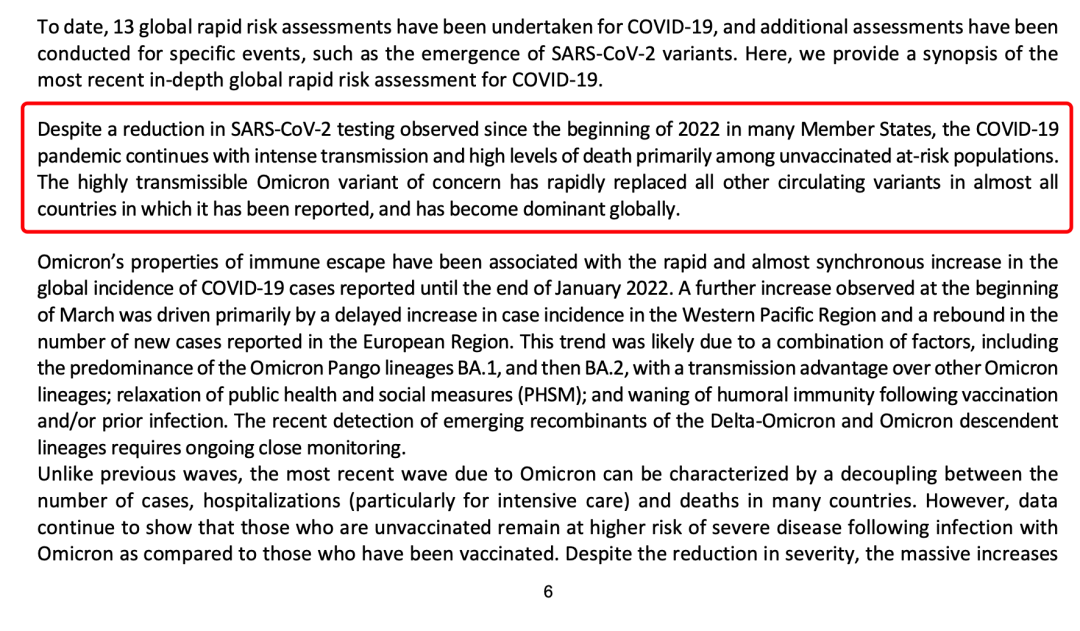 To date, 13 global rapid risk assessments have been undertaken for COVID-19, and additional assessments have been
conducted for specific events, such as the emergence of SARS-CoV-2 variants. Here, we provide a synopsis of the
most recent in-depth global rapid risk assessment for COVID-19.
Despite a reduction in SARS-CoV-2 testing observed since the beginning of 2022 in many Member States, the COVID-19
pandemic continues with intense transmission and high levels of death primarily among unvaccinated at-risk populations.
The highly transmissible Omicron variant of concern has rapidly replaced all other circulating variants in almost all
countries in which it has been reported, and has become dominant globally.
Omicron’s properties of immune escape have been associated with the rapid and almost synchronous increase in the
global incidence of COVID-19 cases reported until the end of January 2022. A further increase observed at the beginning
of March was driven primarily by a delayed increase in case incidence in the Western Pacific Region and a rebound in the
number of new cases reported in the European Region. This trend was likely due to a combination of factors, including
the predominance of the Omicron Pango lineages BA.1, and then BA.2, with a transmission advantage over other Omicron
lineages; relaxation of public health and social measures (PHSM); and waning of humoral immunity following vaccination
and/or prior infection. The recent detection of emerging recombinants of the Delta-Omicron and Omicron descendent
lineages requires ongoing close monitoring.
Unlike previous waves, the most recent wave due to Omicron can be characterized by a decoupling between the
number of cases, hospitalizations (particularly for intensive care) and deaths in many countries. However, data
continue to show that those who are unvaccinated remain at higher risk of severe disease following infection with
Omicron as compared to those who have been vaccinated. Despite the reduction in severity, the massive increases
6